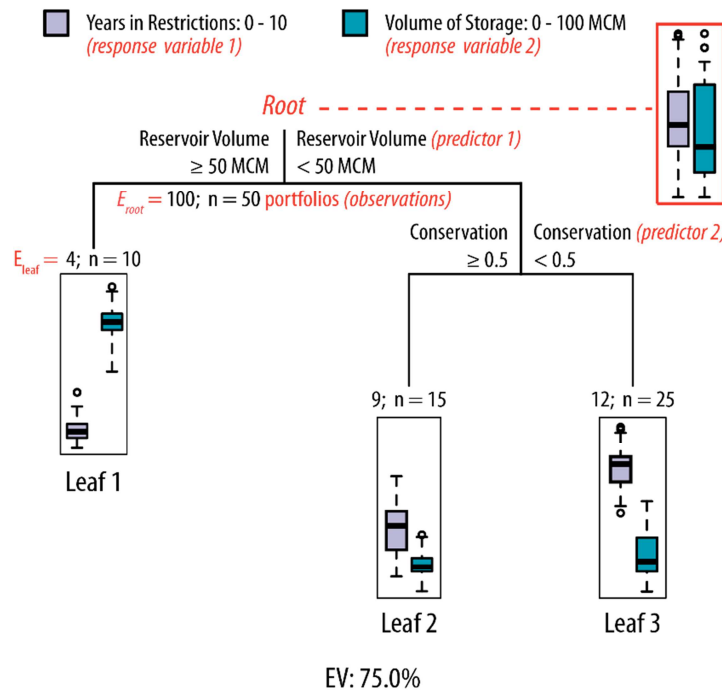 Years in Restrictions: 0 - 10
(response variable 1)
Volume of Storage: 0 - 100 MCM
(response variable 2)
Root
Reservoir Volume
≥ 50 MCM
Reservoir Volume (predictor 1)
< 50 MCM
E_root = 100; n = 50 portfolios (observations)
Conservation
≥ 0.5
Conservation (predictor 2)
< 0.5
E_leaf = 4; n = 10
9; n = 15
12; n = 25
Leaf 1
Leaf 2
Leaf 3
EV: 75.0%